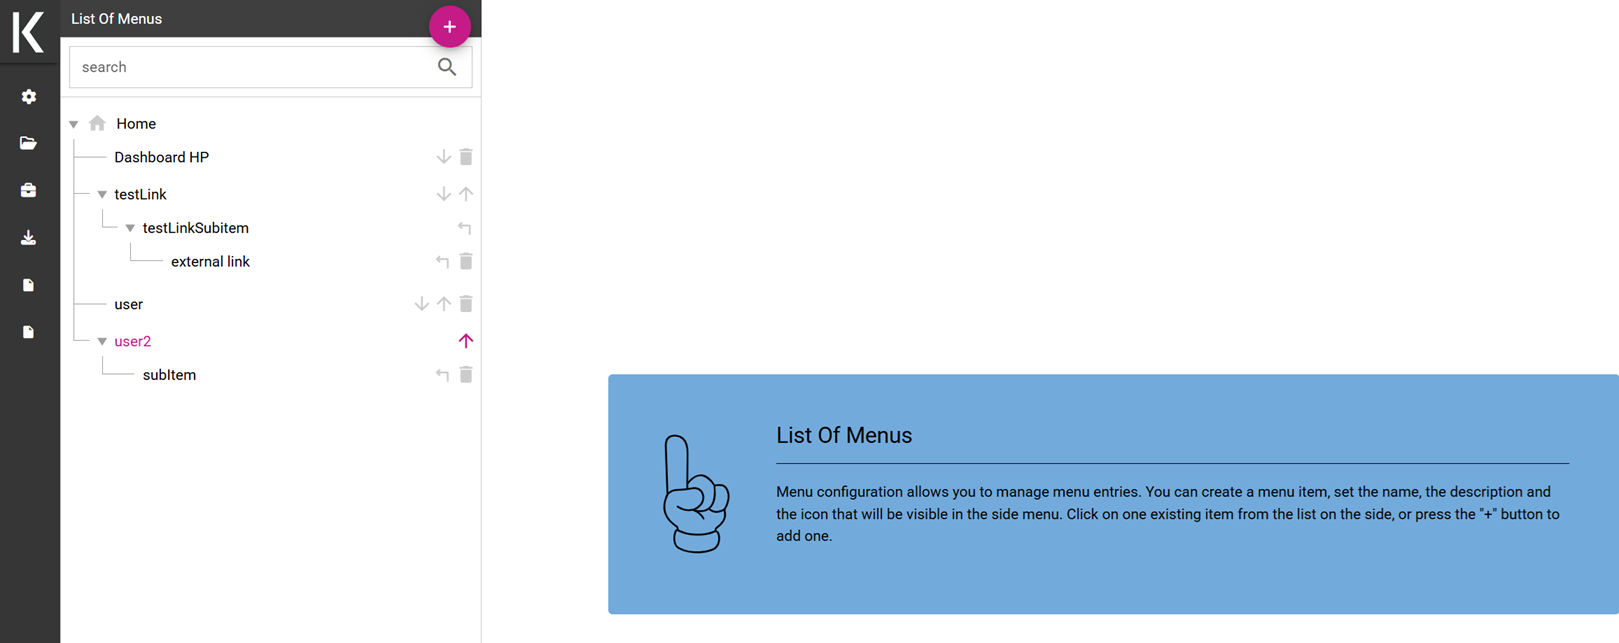 K
List Of Menus
+
search
Home
Dashboard HP
testLink
testLinkSubitem
external link
user
user2
subItem
List Of Menus
Menu configuration allows you to manage menu entries. You can create a menu item, set the name, the description and
the icon that will be visible in the side menu. Click on one existing item from the list on the side, or press the "+" button to
add one.